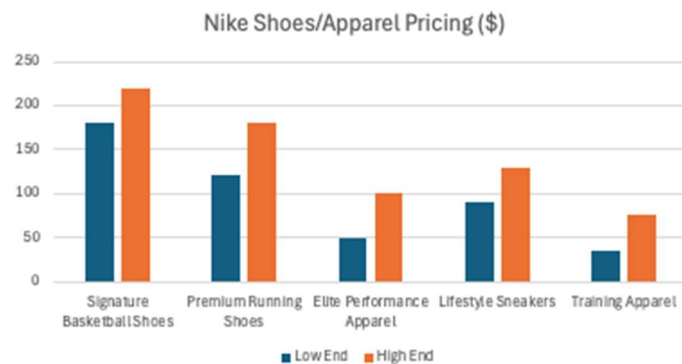 Nike Shoes/Apparel Pricing ($)
250
200
150
100
50
0
Signature
Basketball Shoes
Premium Running
Shoes
Elite Performance
Apparel
Lifestyle Sneakers
Training Apparel
Low End
High End